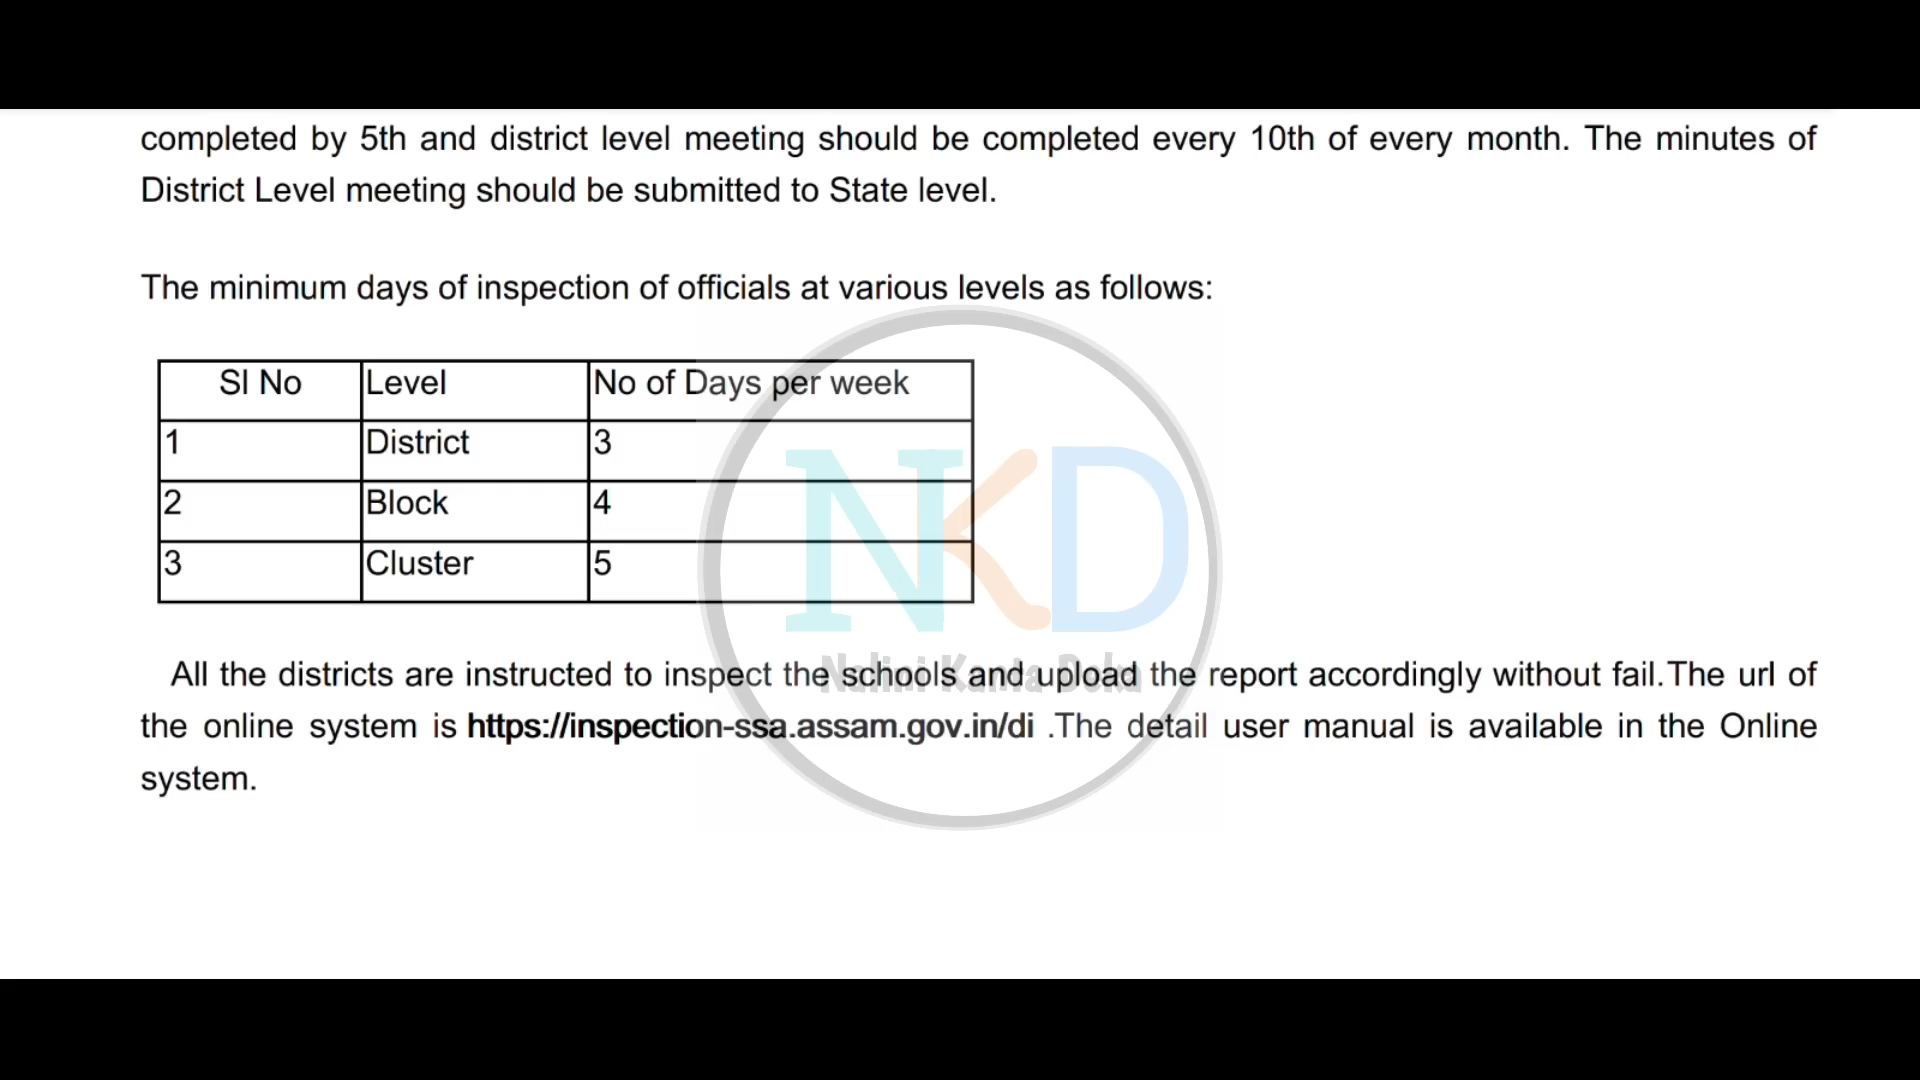 completed by 5th and district level meeting should be completed every 10th of every month. The minutes of
District Level meeting should be submitted to State level.
The minimum days of inspection of officials at various levels as follows:
Sl No Level No of Days per week
1 District 3
2 Block 4
3 Cluster 5
NKD
Nalini Kanta Deka
All the districts are instructed to inspect the schools and upload the report accordingly without fail.The url of
the online system is https://inspection-ssa.assam.gov.in/di .The detail user manual is available in the Online
system.